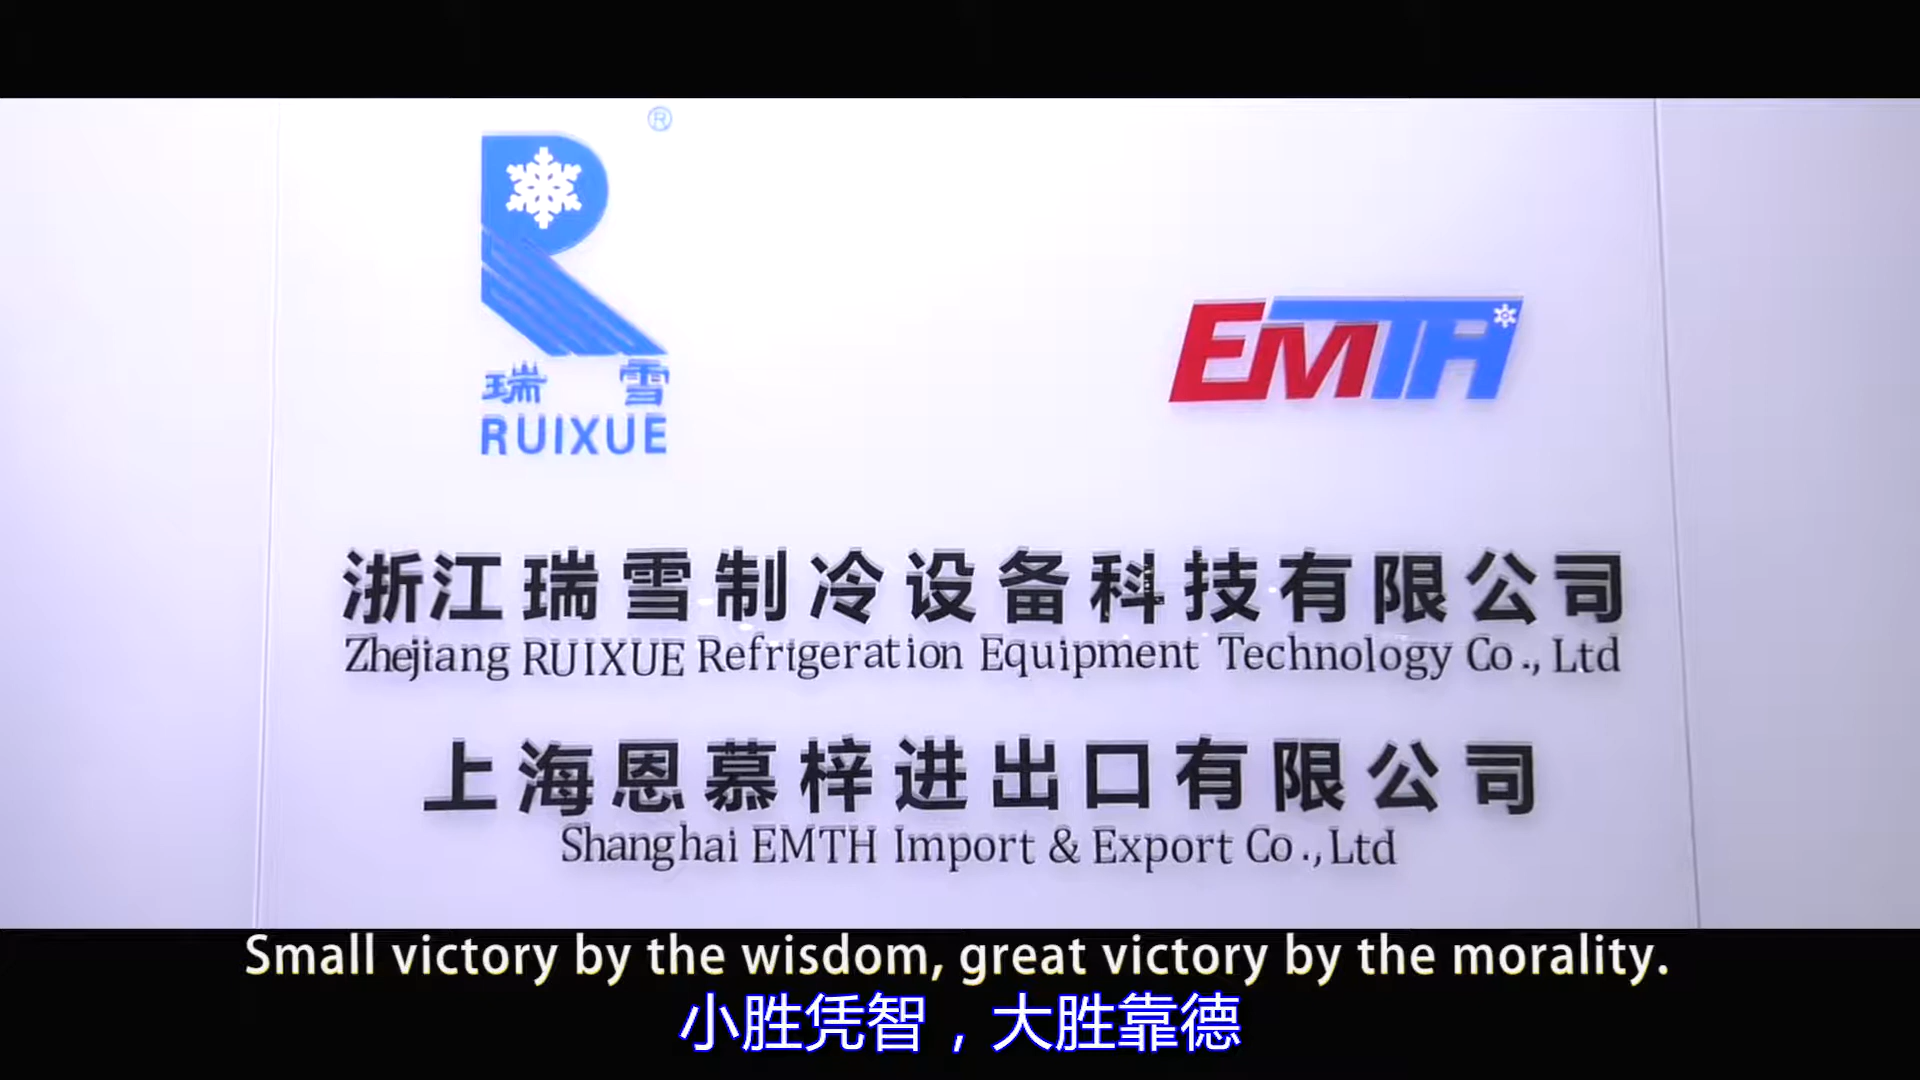 ®
瑞雪
RUIXUE
EMTH
浙江瑞雪制冷设备科技有限公司
Zhejiang RUIXUE Refrigeration Equipment Technology Co., Ltd
上海恩慕梓进出口有限公司
Shanghai EMTH Import & Export Co., Ltd
Small victory by the wisdom, great victory by the morality.
小胜凭智，大胜靠德